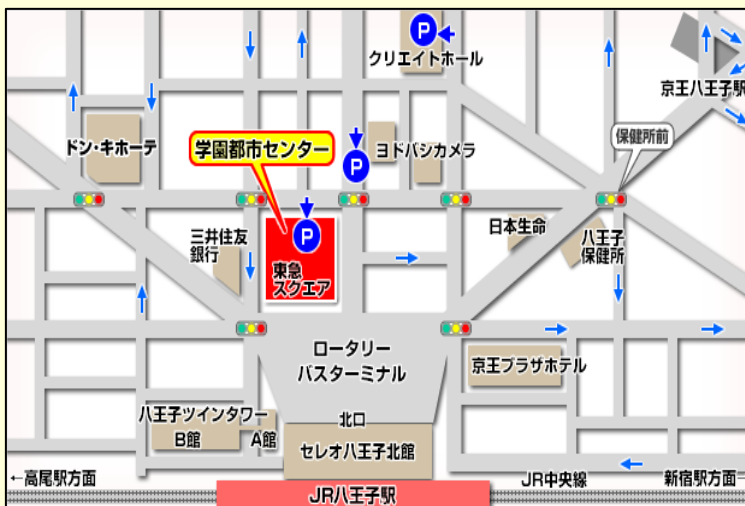 P
クリエイトホール
京王八王子駅
ドン・キホーテ
学園都市センター
P
ヨドバシカメラ
保健所前
P
三井住友
銀行
東急
スクエア
日本生命
八王子
保健所
ロータリー
バスターミナル
京王プラザホテル
八王子ツインタワー
B館
A館
北口
セレオ八王子北館
←高尾駅方面
JR中央線
新宿駅方面→
JR八王子駅